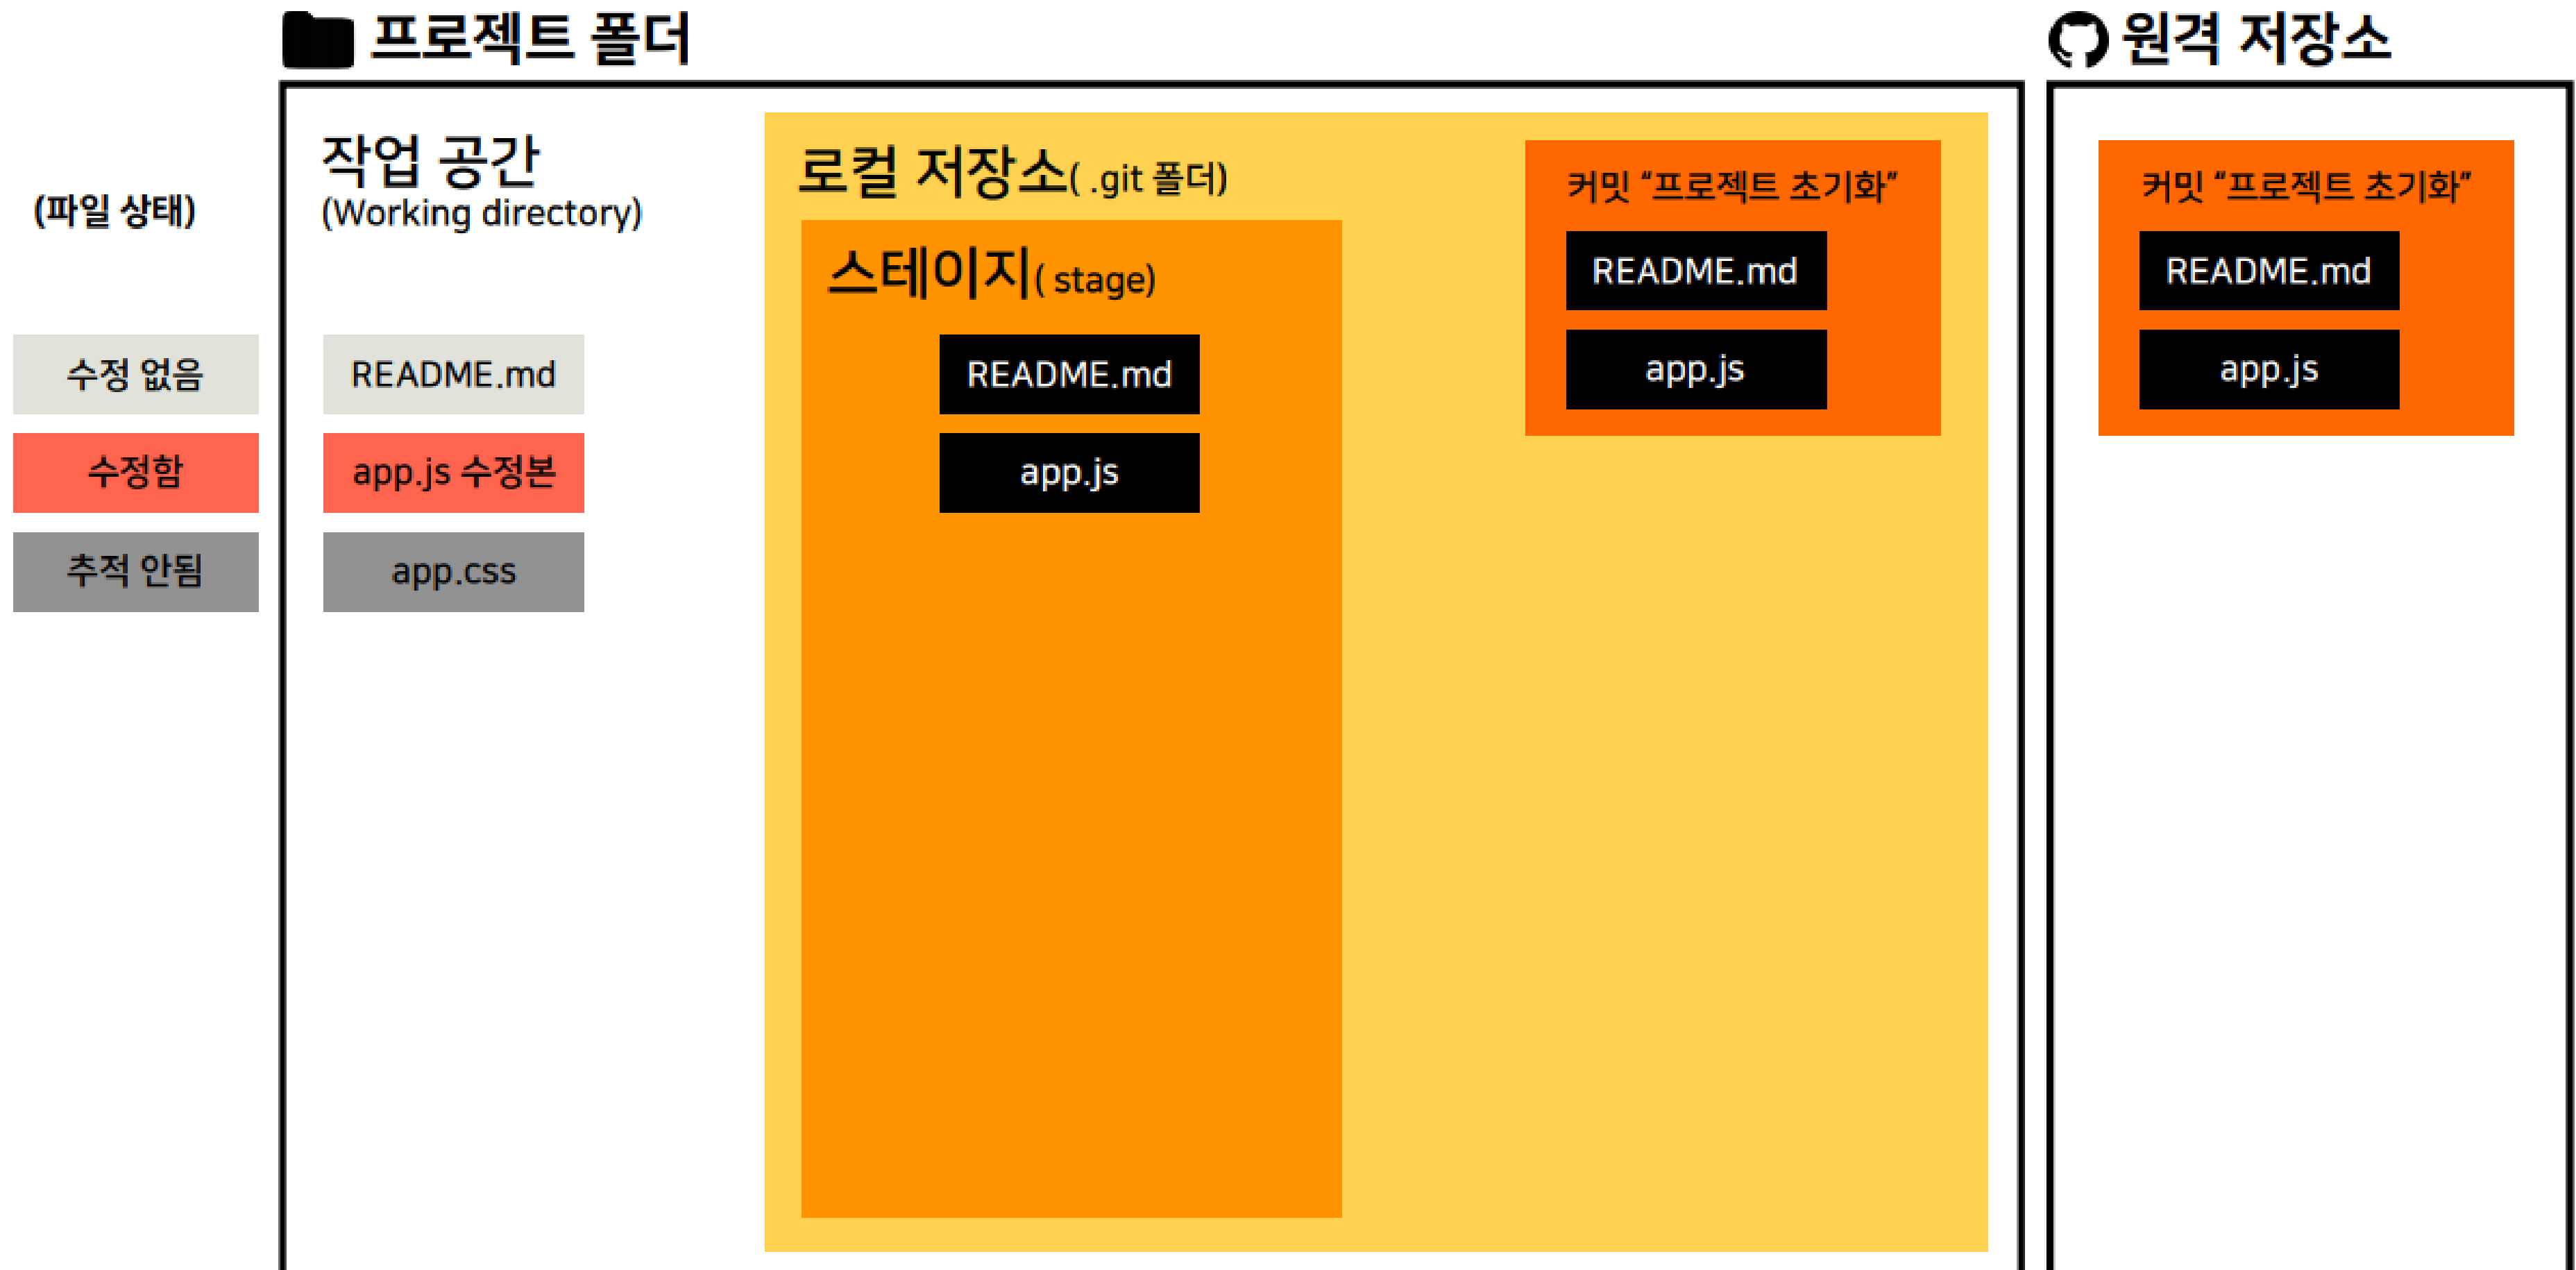 프로젝트 폴더
원격 저장소
(파일 상태)
수정 없음
수정함
추적 안됨
작업 공간
(Working directory)
README.md
app.js 수정본
app.css
로컬 저장소( .git 폴더)
스테이지( stage)
README.md
app.js
커밋 “프로젝트 초기화”
README.md
app.js
커밋 “프로젝트 초기화”
README.md
app.js